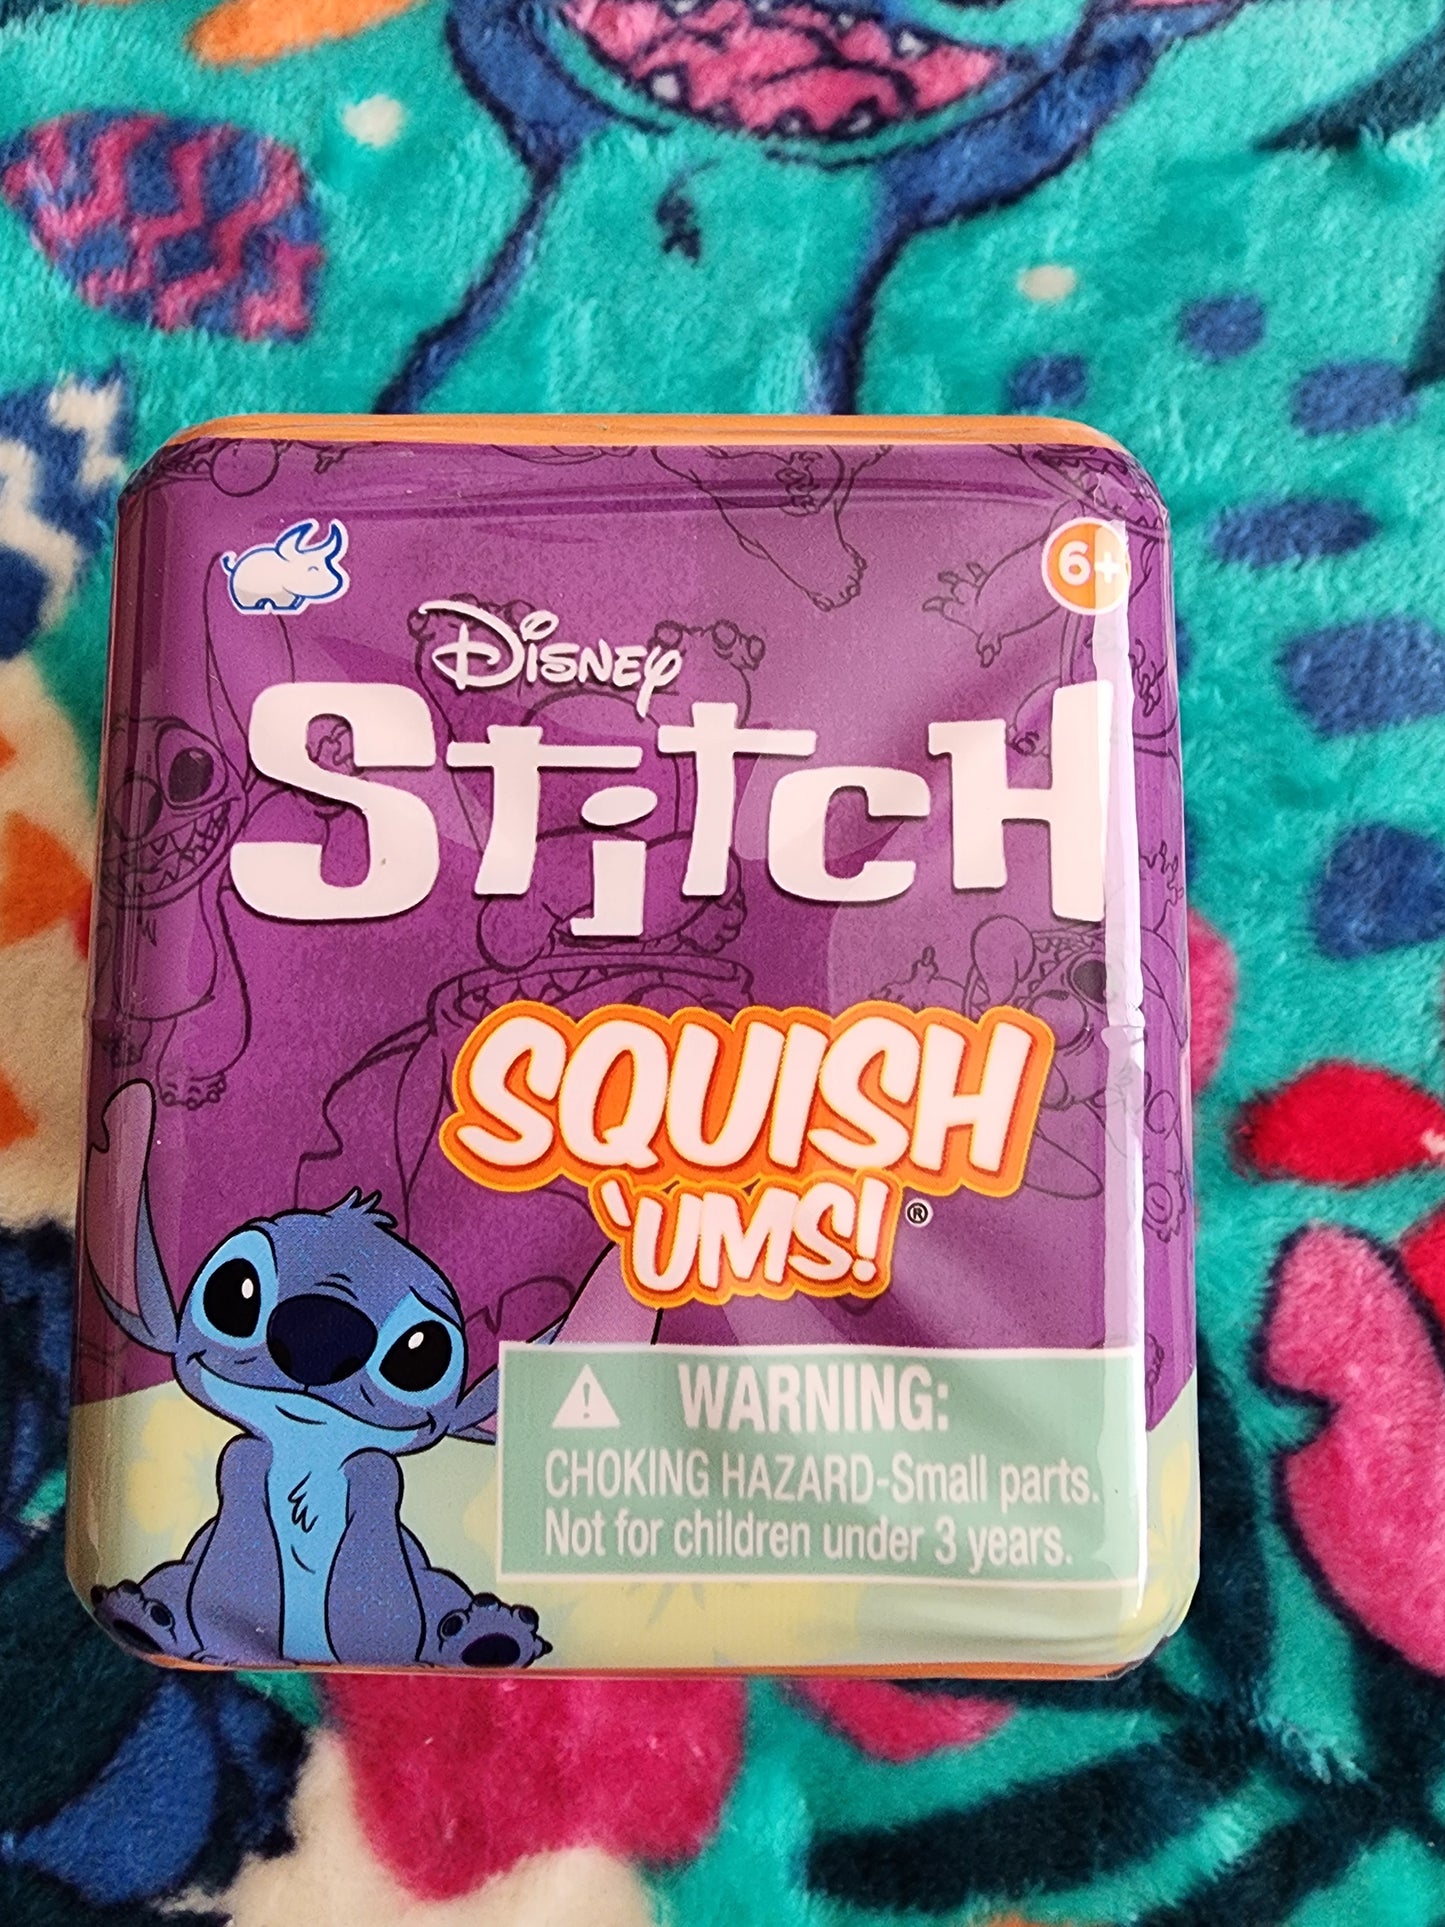 6+
Disney
Stitch
SQUISH
'UMS!®
WARNING:
CHOKING HAZARD-Small parts.
Not for children under 3 years.